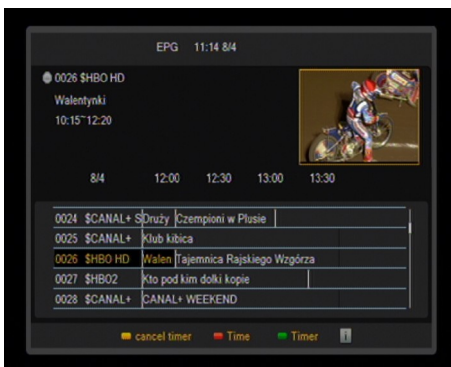 EPG 11:14 8/4
0026 $HBO HD
Walentynki
10:15~12:20
8/4 12:00 12:30 13:00 13:30
0024 $CANAL+ S Druży Czempioni w Plusie
0025 $CANAL+ Klub kibica
0026 $HBO HD Walen Tajemnica Rajskiego Wzgórza
0027 $HBO2 Kto pod kim dołki kopie
0028 $CANAL+ CANAL+ WEEKEND
cancel timer Time Timer i